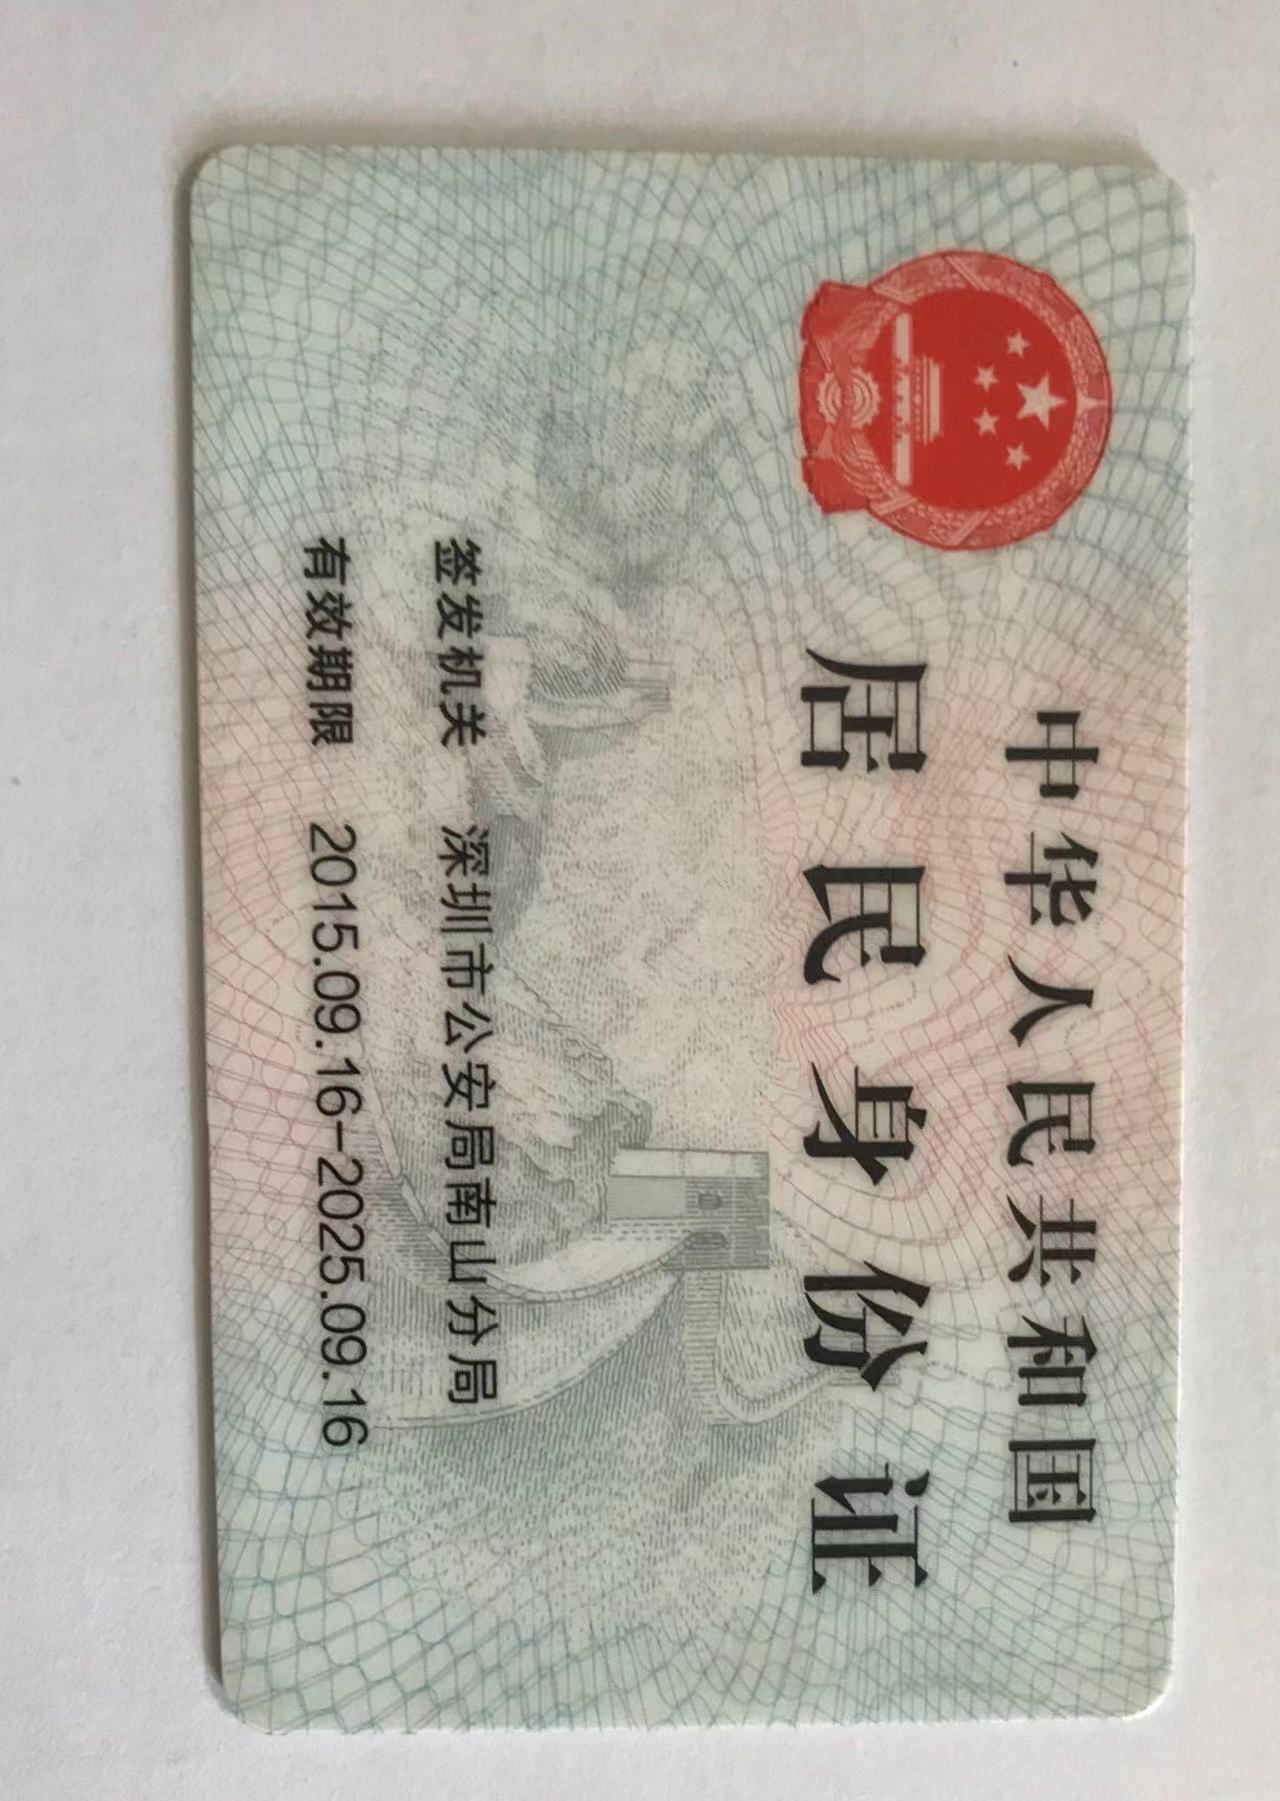 中华人民共和国
居民身份证
签发机关 深圳市公安局南山分局
有效期限 2015.09.16-2025.09.16